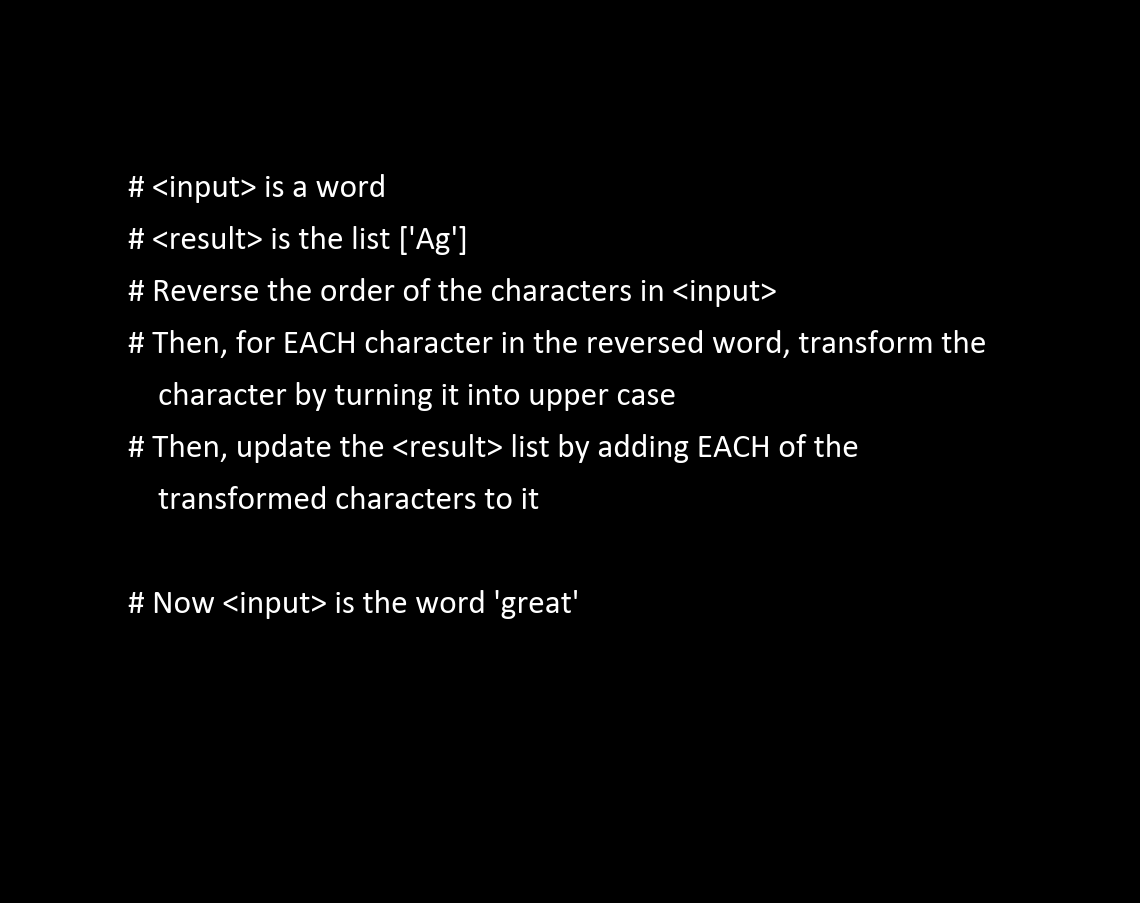 # <input> is a word
# <result> is the list ['Ag']
# Reverse the order of the characters in <input>
# Then, for EACH character in the reversed word, transform the
character by turning it into upper case
# Then, update the <result> list by adding EACH of the
transformed characters to it
# Now <input> is the word 'great'